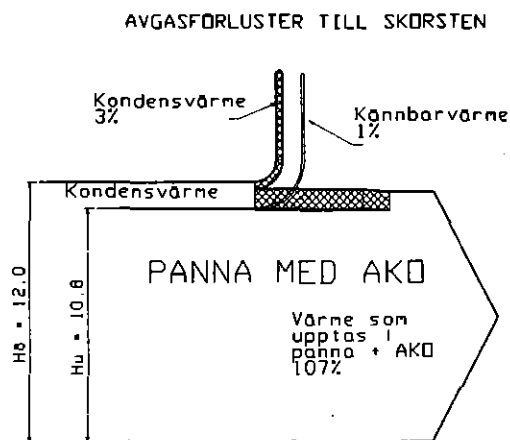 AVGASFÖRLUSTER TILL SKORSTEN
Kondensvärme
3%
Kännbarvärme
1%
Kondensvärme
PANNA MED AKO
Hö = 12.0
Hu = 10.8
Värme som
upptas i
panna + AKO
107%